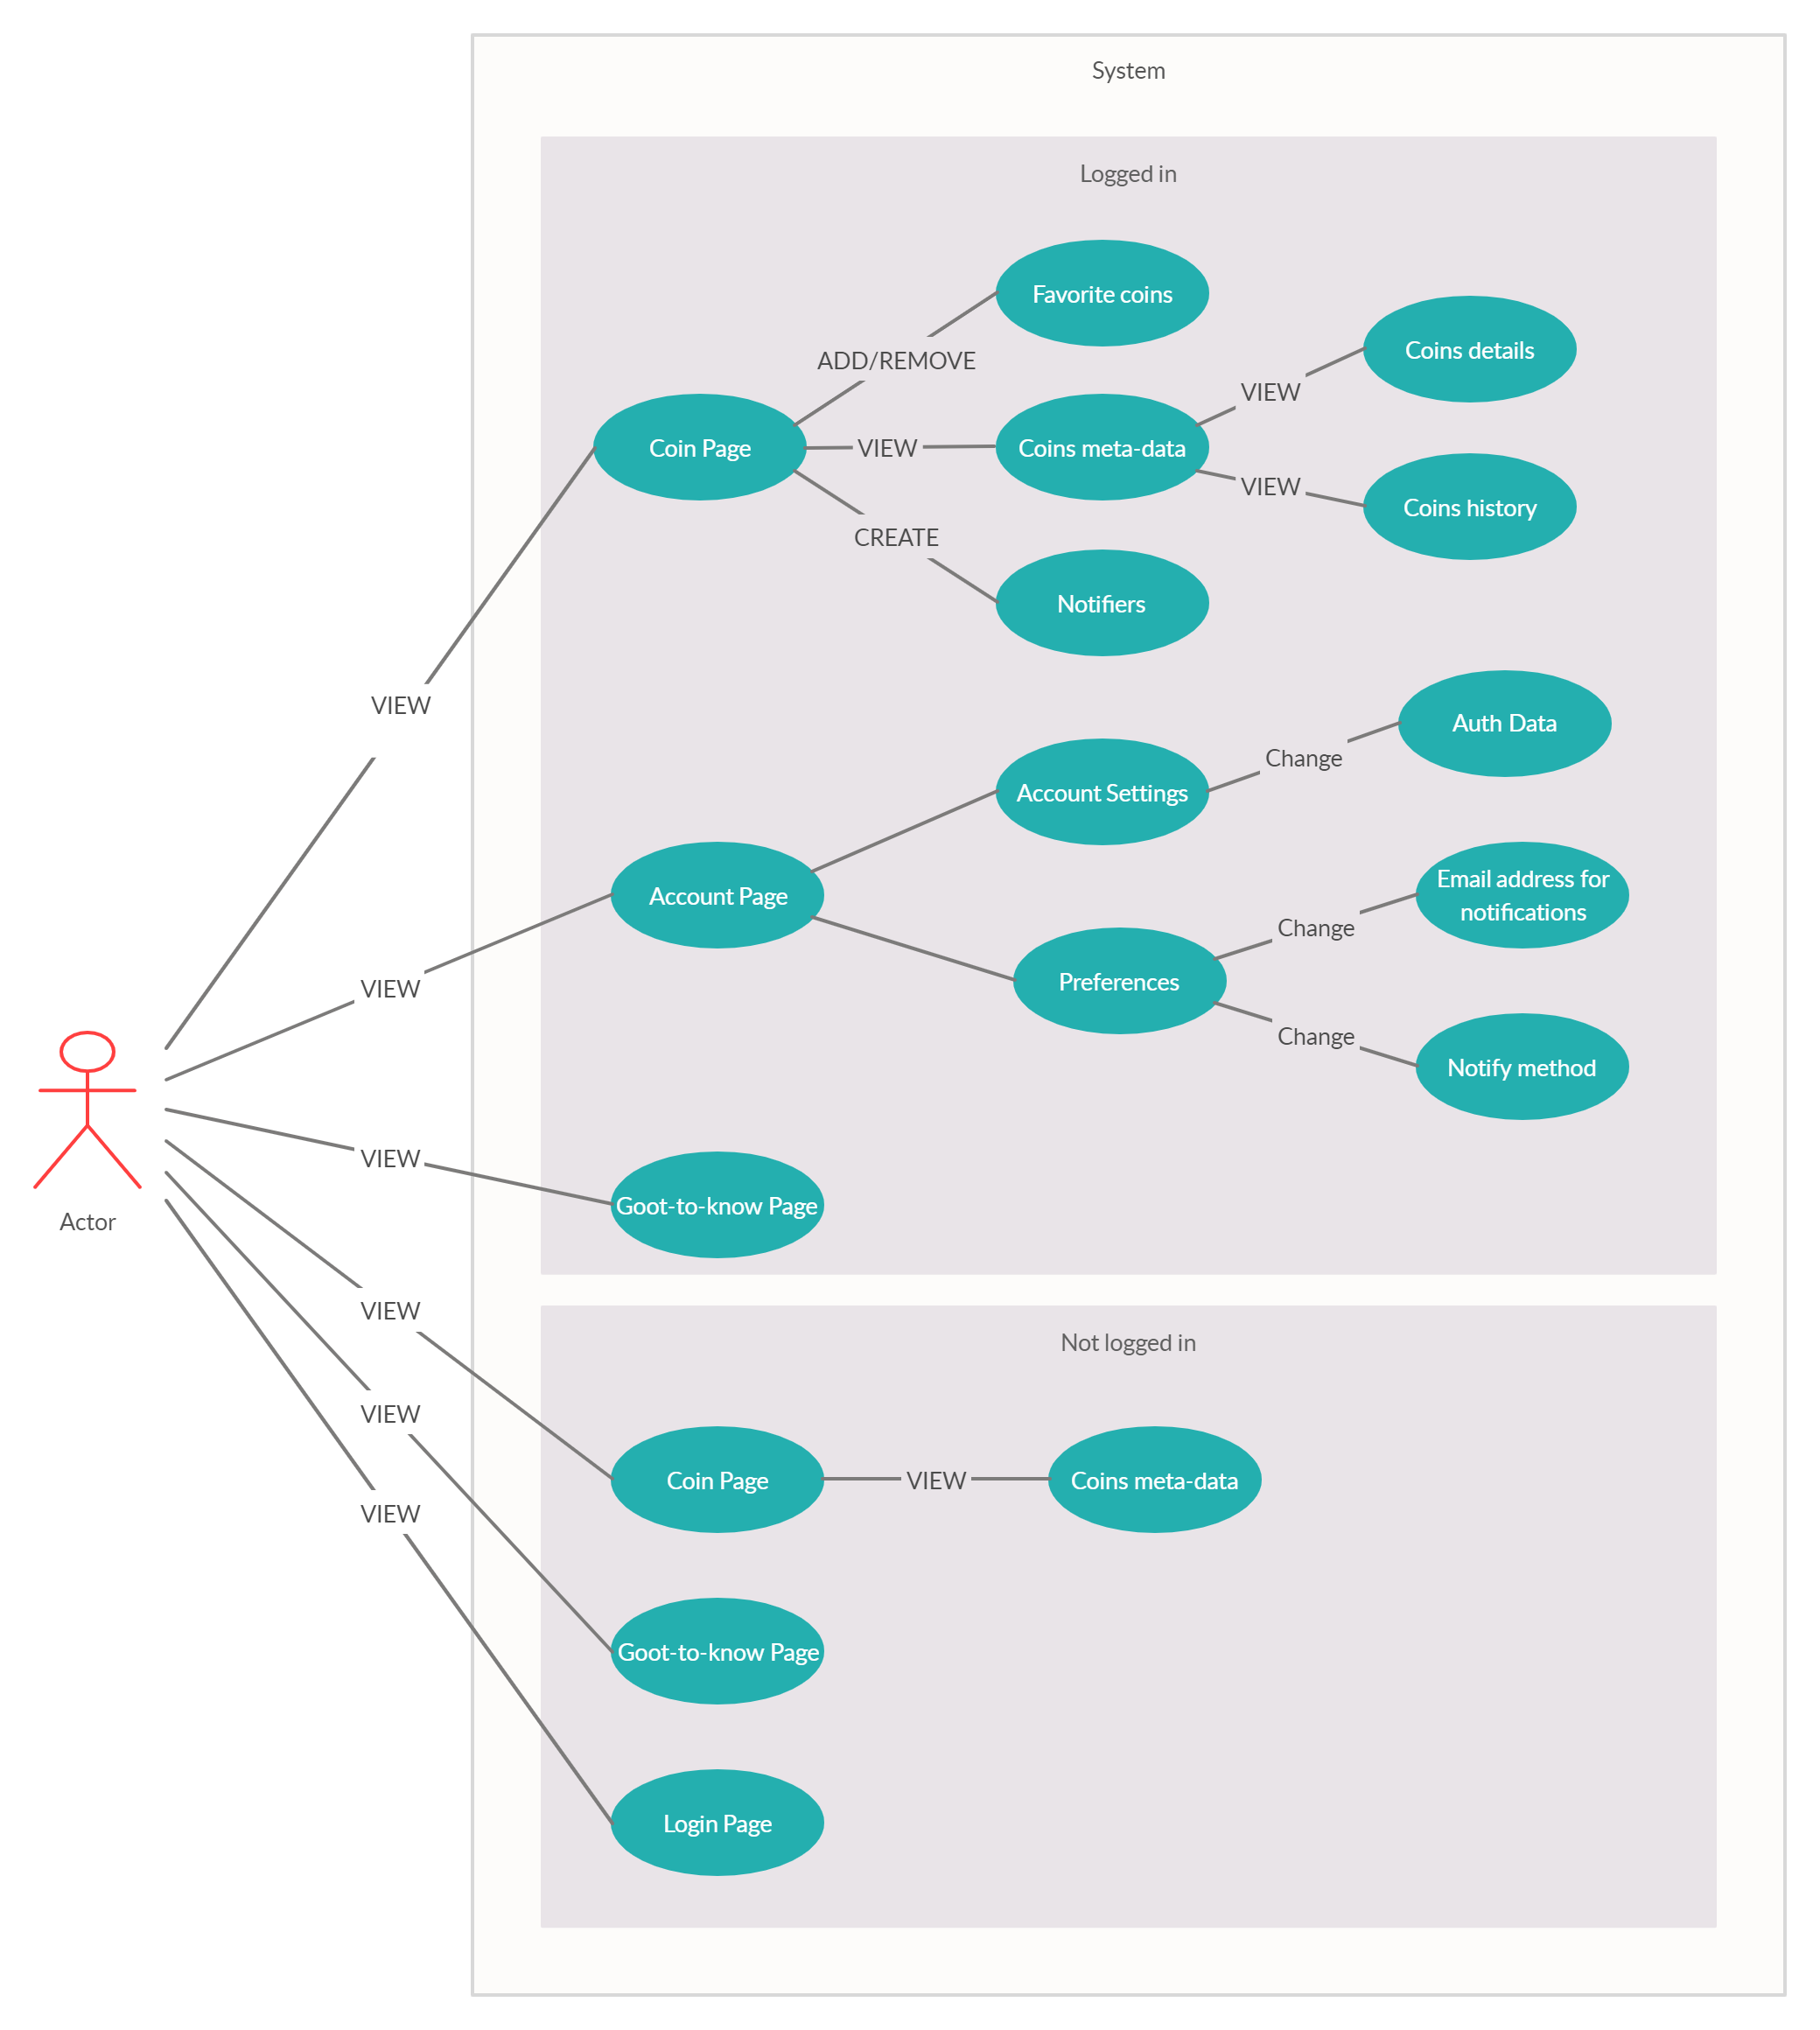 System
Logged in
Favorite coins
Coins details
ADD/REMOVE
VIEW
Coin Page
VIEW
Coins meta-data
VIEW
Coins history
CREATE
Notifiers
VIEW
Auth Data
Change
Account Settings
Email address for
notifications
Account Page
Change
Preferences
VIEW
Change
Notify method
VIEW
Goot-to-know Page
Actor
VIEW
Not logged in
VIEW
Coin Page
VIEW
Coins meta-data
VIEW
Goot-to-know Page
Login Page